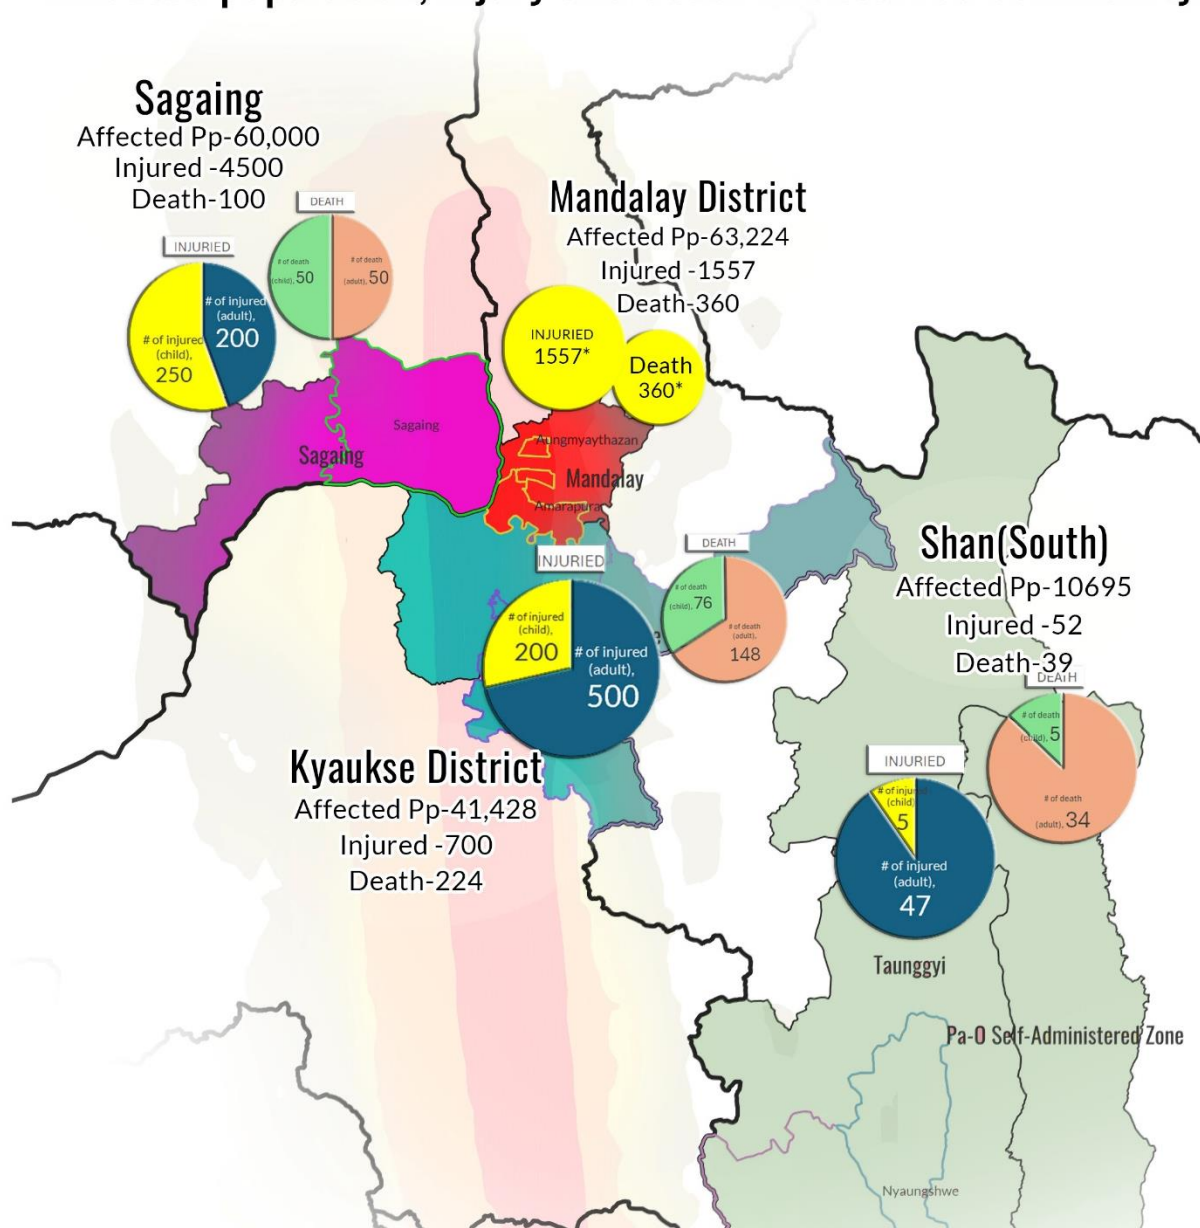 Sagaing
Affected Pp-60,000
Injured -4500
Death-100
DEATH
# of death
(child), 50
# of death
(adult), 50
INJURIED
# of injured
(adult),
200
# of injured
(child),
250
Mandalay District
Affected Pp-63,224
Injured -1557
Death-360
INJURIED
1557*
Death
360*
Sagaing
Sagaing
Aungmyaythazan
Mandalay
Amarapura
INJURIED
# of injured
(child),
200
# of injured
(adult),
500
DEATH
# of death
(child), 76
# of death
(adult),
148
Shan(South)
Affected Pp-10695
Injured -52
Death-39
DEATH
# of death
(child), 5
# of death
(adult), 34
Kyaukse District
Affected Pp-41,428
Injured -700
Death-224
INJURIED
# of injured
(child)
5
# of injured
(adult),
47
Taunggyi
Pa-O Self-Administered Zone
Nyaungshwe